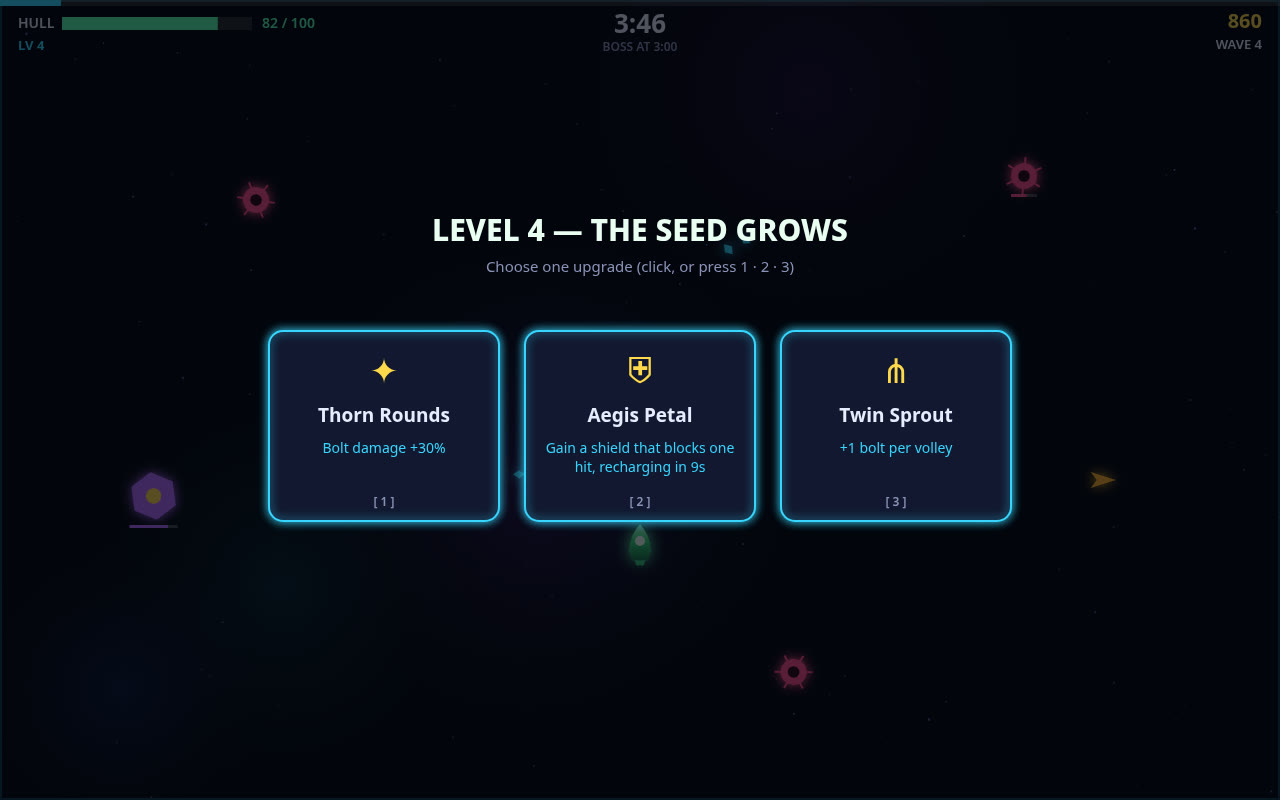 HULL 82 / 100
LV 4
3:46
BOSS AT 3:00
860
WAVE 4
LEVEL 4 — THE SEED GROWS
Choose one upgrade (click, or press 1 · 2 · 3)
Thorn Rounds
Bolt damage +30%
[ 1 ]
Aegis Petal
Gain a shield that blocks one
hit, recharging in 9s
[ 2 ]
Twin Sprout
+1 bolt per volley
[ 3 ]